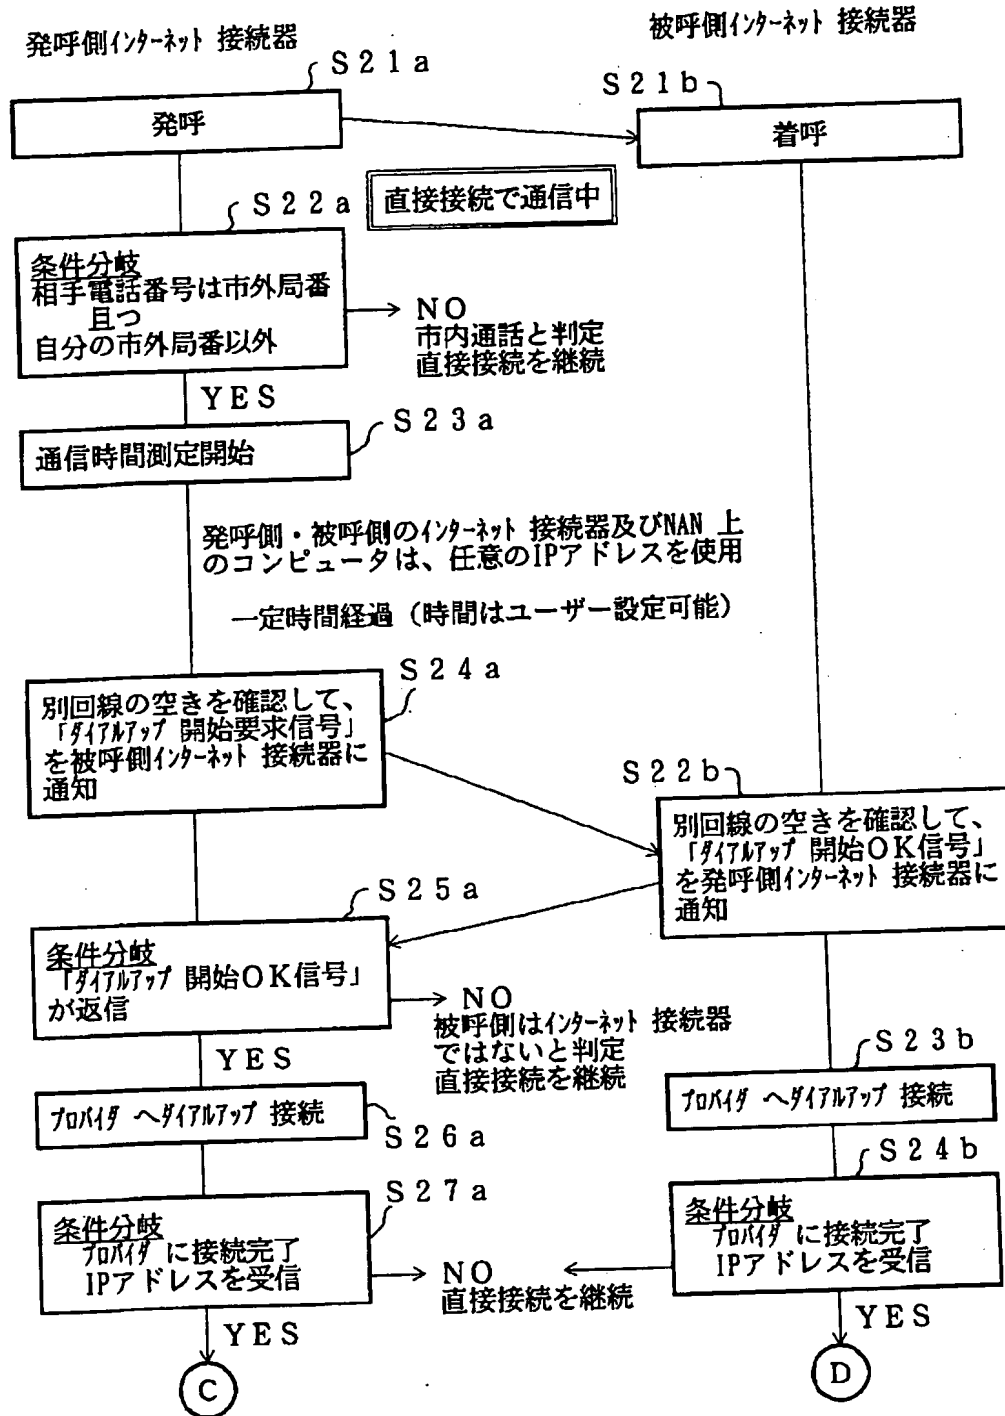 発呼側インターネット 接続器
被呼側インターネット 接続器
S21a
S21b
発呼
着呼
直接接続で通信中
S22a
条件分岐
相手電話番号は市外局番
且つ
自分の市外局番以外
NO
市内通話と判定
直接接続を継続
YES
S23a
通信時間測定開始
発呼側・被呼側のインターネット 接続器及びNAN 上
のコンピュータは、任意のIPアドレスを使用
一定時間経過（時間はユーザー設定可能）
S24a
別回線の空きを確認して、
「ダイアルアップ 開始要求信号」
を被呼側インターネット 接続器に
通知
S22b
別回線の空きを確認して、
「ダイアルアップ 開始OK信号」
を発呼側インターネット 接続器に
通知
S25a
条件分岐
「ダイアルアップ 開始OK信号」
が返信
NO
被呼側はインターネット 接続器
ではないと判定
直接接続を継続
YES
プロバイダ へダイアルアップ 接続
S26a
S23b
プロバイダ へダイアルアップ 接続
S27a
条件分岐
プロバイダ に接続完了
IPアドレスを受信
NO
直接接続を継続
S24b
条件分岐
プロバイダ に接続完了
IPアドレスを受信
YES
YES
C
D